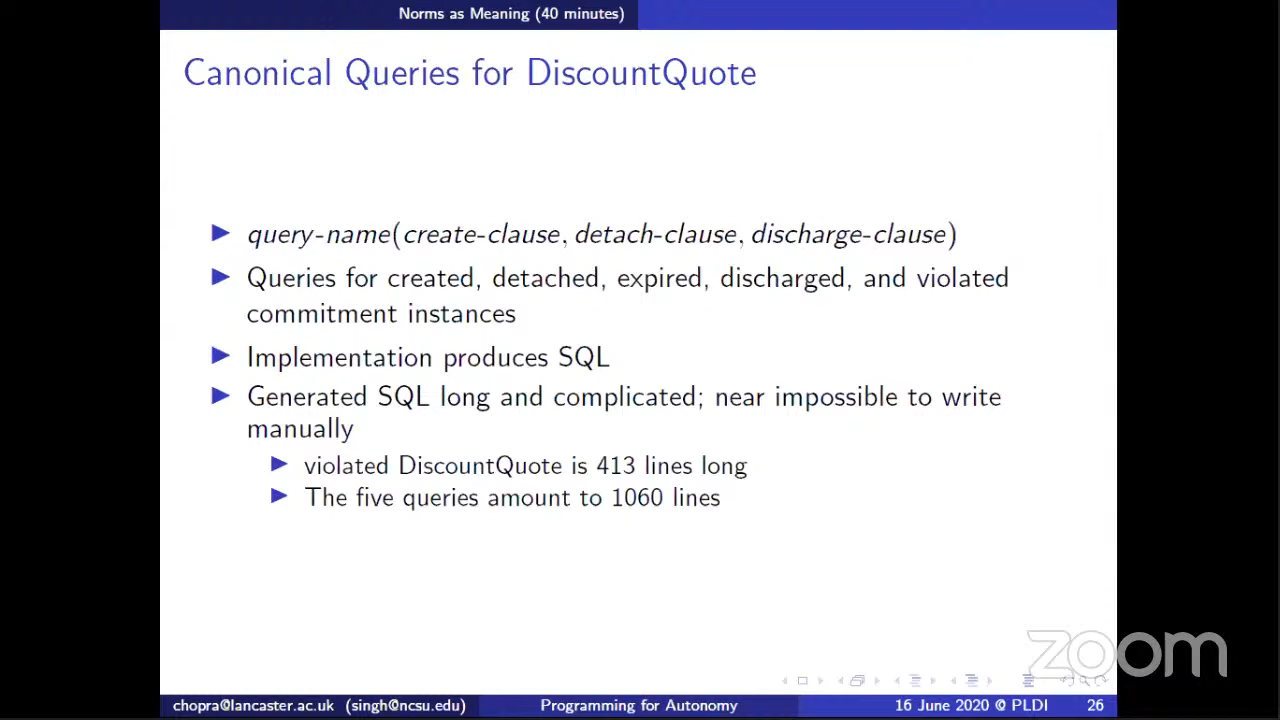 Norms as Meaning (40 minutes)
Canonical Queries for DiscountQuote
query-name(create-clause, detach-clause, discharge-clause)
Queries for created, detached, expired, discharged, and violated
commitment instances
Implementation produces SQL
Generated SQL long and complicated; near impossible to write
manually
violated DiscountQuote is 413 lines long
The five queries amount to 1060 lines
zoom
chopra@lancaster.ac.uk (singh@ncsu.edu) Programming for Autonomy 16 June 2020 @ PLDI 26